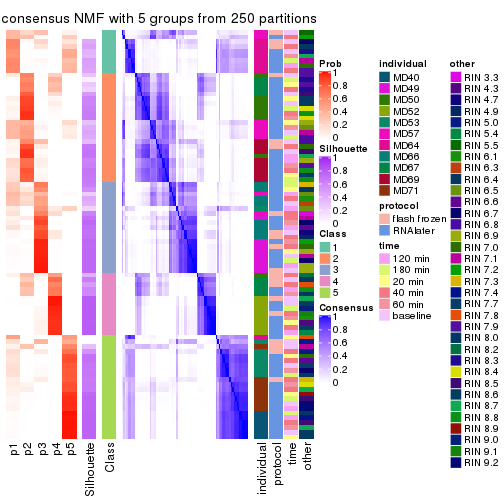 consensus NMF with 5 groups from 250 partitions
p1
p2
p3
p4
p5
Silhouette
Class
individual
protocol
time
other
Prob
1
0.8
0.6
0.4
0.2
0
Silhouette
1
0.8
0.6
0.4
0.2
0
Class
1
2
3
4
5
Consensus
1
0.8
0.6
0.4
0.2
0
individual
MD40
MD49
MD50
MD52
MD53
MD57
MD64
MD66
MD67
MD69
MD71
protocol
flash frozen
RNAlater
time
120 min
180 min
20 min
40 min
60 min
baseline
other
RIN 3.3
RIN 4.3
RIN 4.7
RIN 4.9
RIN 5.0
RIN 5.4
RIN 5.5
RIN 6.1
RIN 6.3
RIN 6.4
RIN 6.5
RIN 6.6
RIN 6.7
RIN 6.8
RIN 6.9
RIN 7.0
RIN 7.1
RIN 7.2
RIN 7.3
RIN 7.4
RIN 7.7
RIN 7.8
RIN 7.9
RIN 8.0
RIN 8.1
RIN 8.2
RIN 8.3
RIN 8.4
RIN 8.5
RIN 8.6
RIN 8.7
RIN 8.8
RIN 8.9
RIN 9.0
RIN 9.1
RIN 9.2